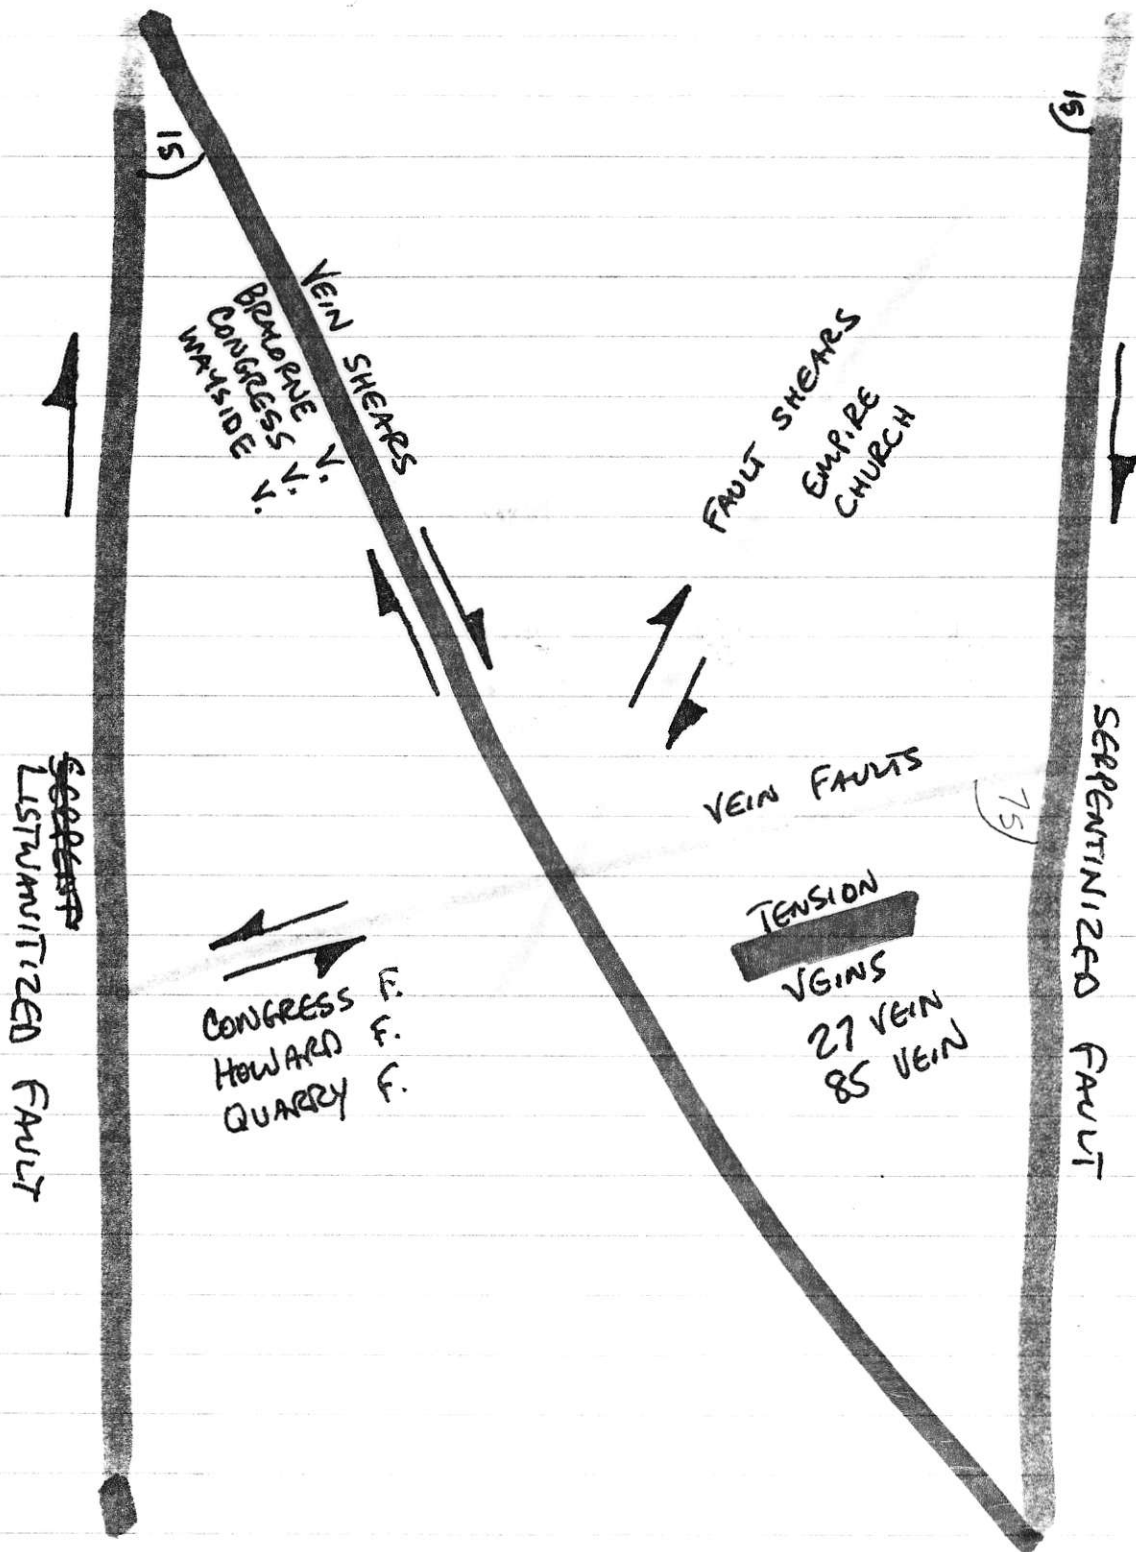 15
15
VEIN SHEARS
BRALORNE V.
CONGRESS V.
WAYSIDE V.
FAULT SHEARS
EMPIRE
CHURCH
VEIN FAULTS
75
TENSION
VEINS
27 VEIN
85 VEIN
CONGRESS F.
HOWARD F.
QUARRY F.
SERPENTINIZED FAULT
LISTWANITIZED FAULT